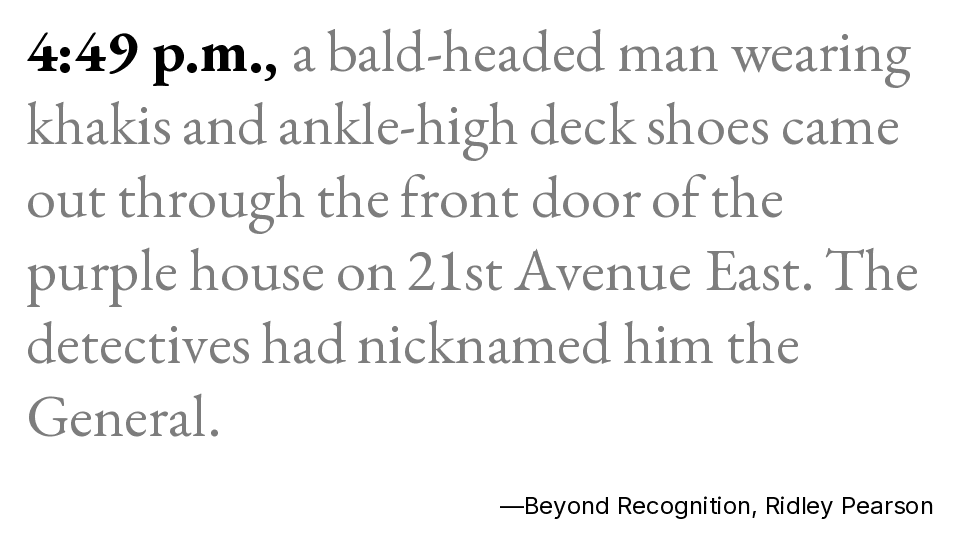 4:49 p.m., a bald-headed man wearing
khakis and ankle-high deck shoes came
out through the front door of the
purple house on 21st Avenue East. The
detectives had nicknamed him the
General.
—Beyond Recognition, Ridley Pearson